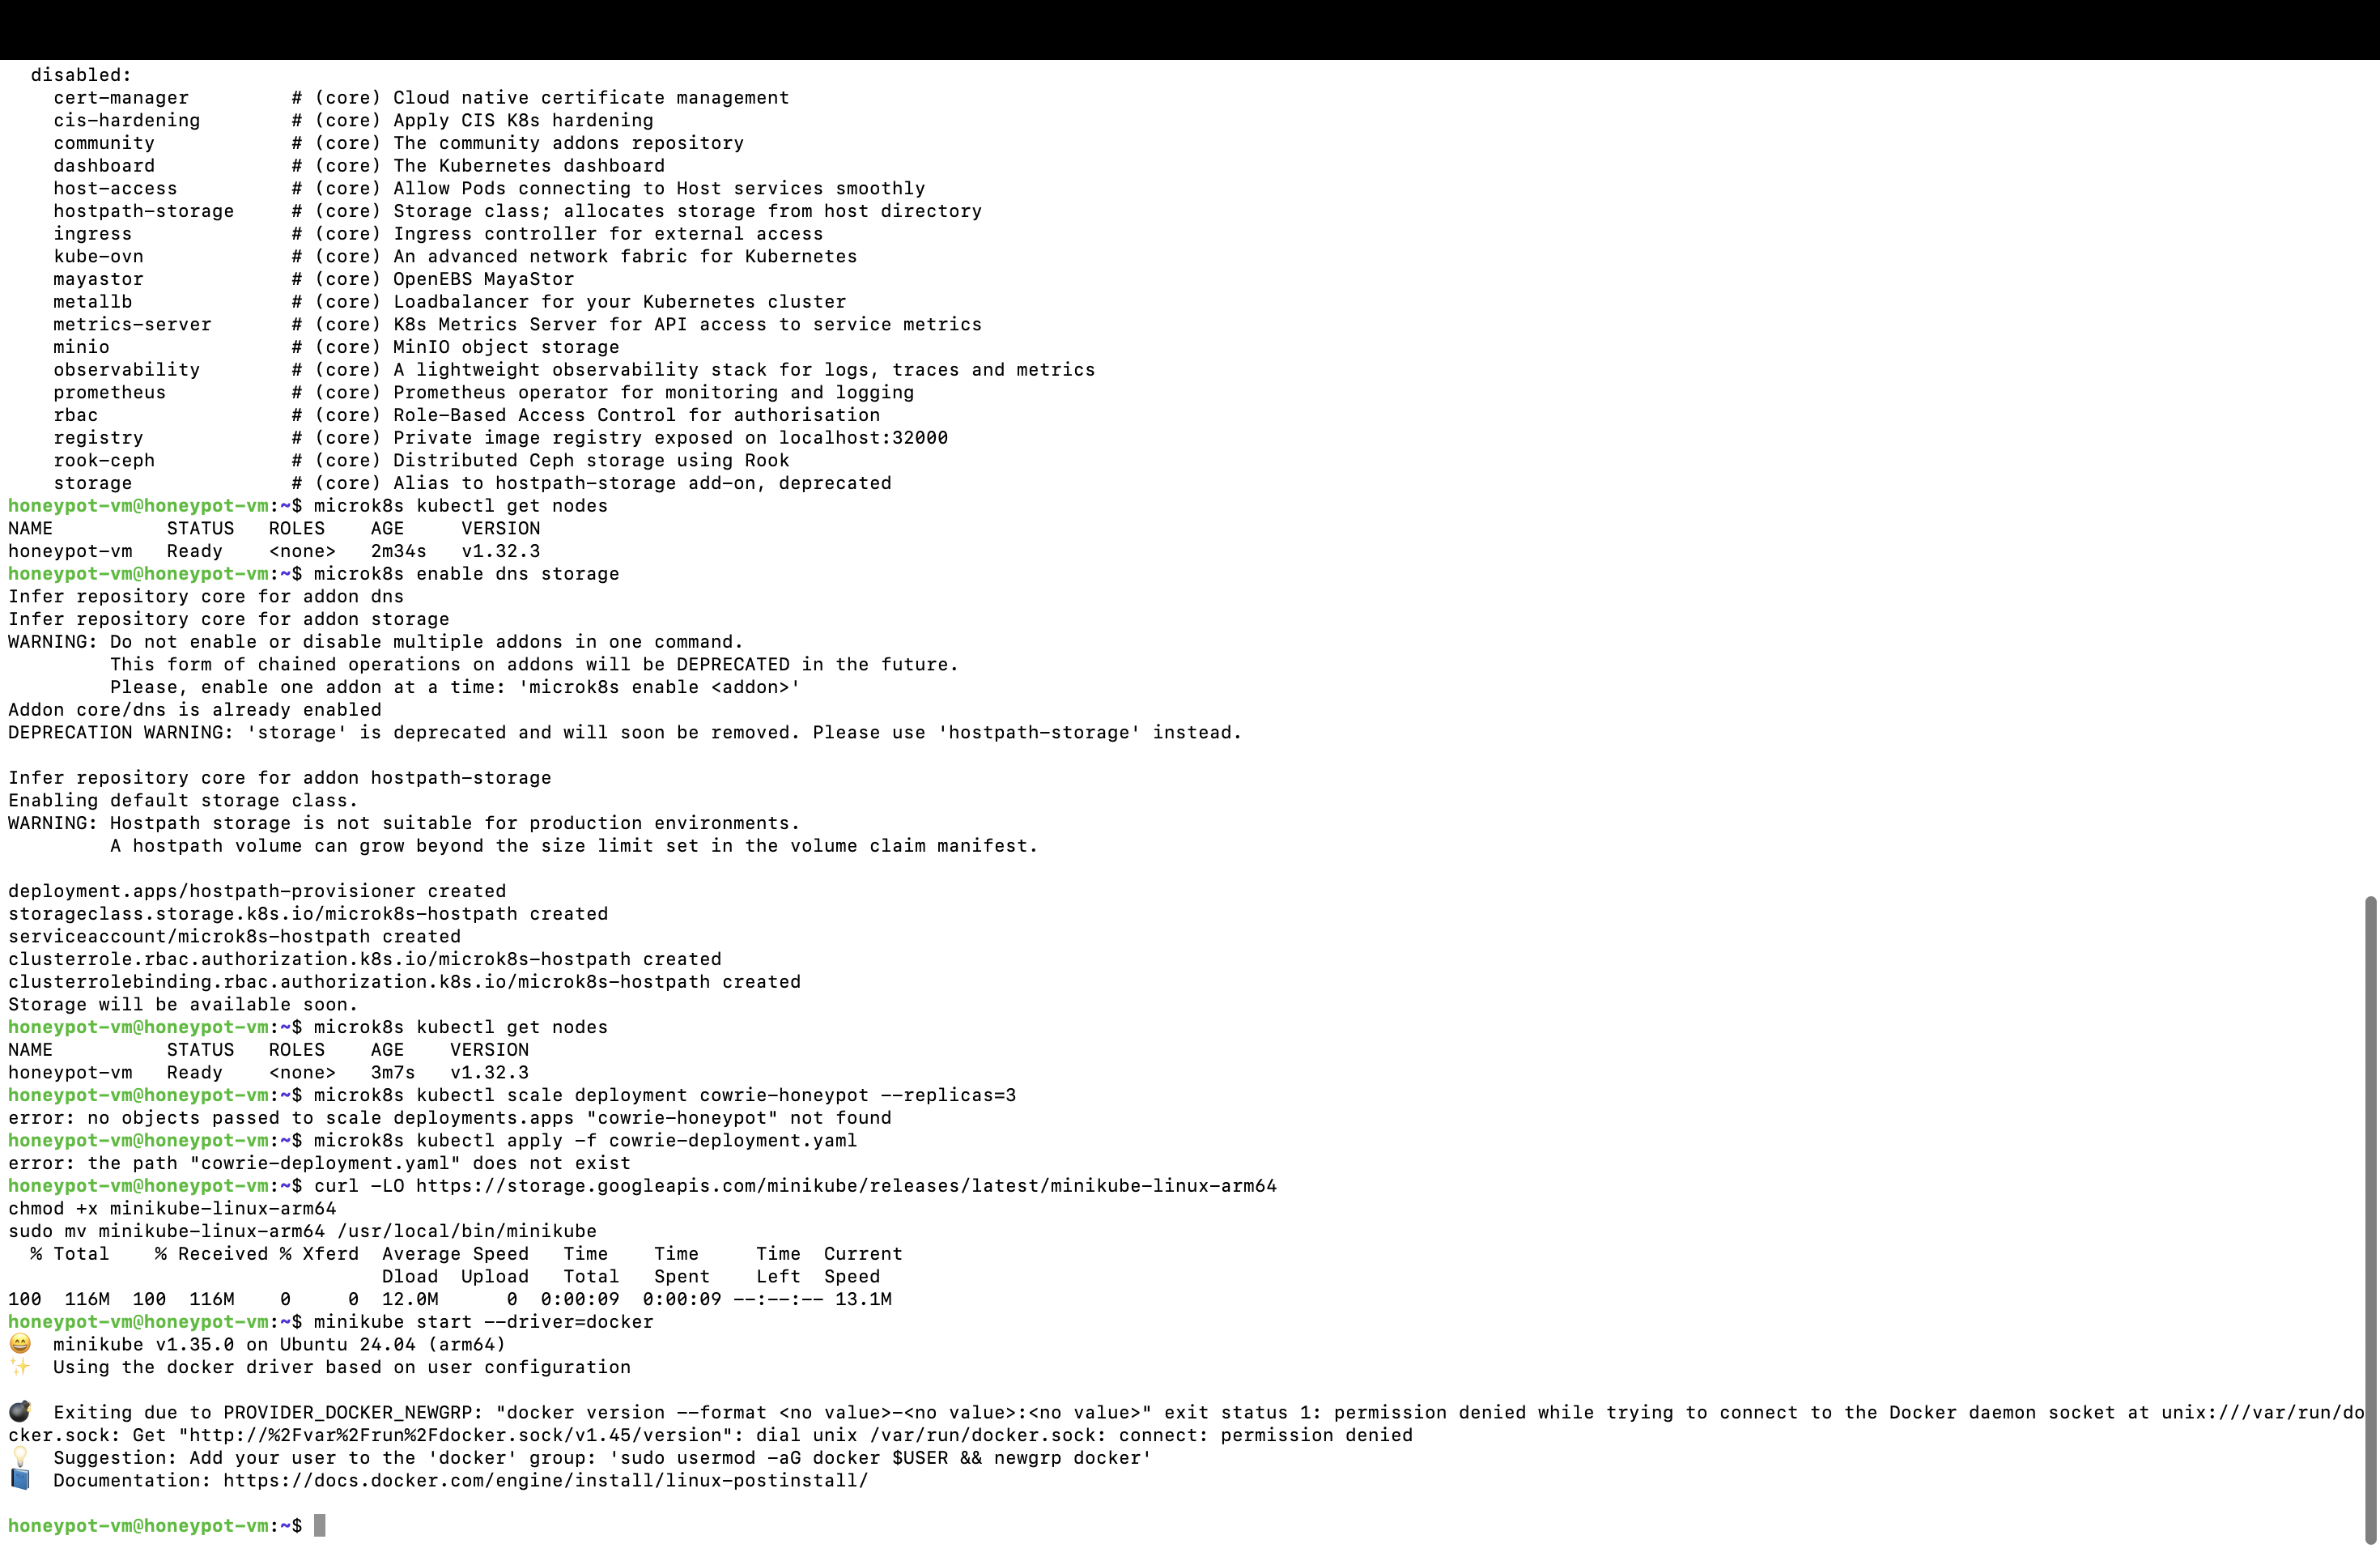 disabled:
    cert-manager         # (core) Cloud native certificate management
    cis-hardening        # (core) Apply CIS K8s hardening
    community            # (core) The community addons repository
    dashboard            # (core) The Kubernetes dashboard
    host-access          # (core) Allow Pods connecting to Host services smoothly
    hostpath-storage     # (core) Storage class; allocates storage from host directory
    ingress              # (core) Ingress controller for external access
    kube-ovn             # (core) An advanced network fabric for Kubernetes
    mayastor             # (core) OpenEBS MayaStor
    metallb              # (core) Loadbalancer for your Kubernetes cluster
    metrics-server       # (core) K8s Metrics Server for API access to service metrics
    minio                # (core) MinIO object storage
    observability        # (core) A lightweight observability stack for logs, traces and metrics
    prometheus           # (core) Prometheus operator for monitoring and logging
    rbac                 # (core) Role-Based Access Control for authorisation
    registry             # (core) Private image registry exposed on localhost:32000
    rook-ceph            # (core) Distributed Ceph storage using Rook
    storage              # (core) Alias to hostpath-storage add-on, deprecated
honeypot-vm@honeypot-vm:~$ microk8s kubectl get nodes
NAME          STATUS   ROLES    AGE     VERSION
honeypot-vm   Ready    <none>   2m34s   v1.32.3
honeypot-vm@honeypot-vm:~$ microk8s enable dns storage
Infer repository core for addon dns
Infer repository core for addon storage
WARNING: Do not enable or disable multiple addons in one command.
         This form of chained operations on addons will be DEPRECATED in the future.
         Please, enable one addon at a time: 'microk8s enable <addon>'
Addon core/dns is already enabled
DEPRECATION WARNING: 'storage' is deprecated and will soon be removed. Please use 'hostpath-storage' instead.

Infer repository core for addon hostpath-storage
Enabling default storage class.
WARNING: Hostpath storage is not suitable for production environments.
         A hostpath volume can grow beyond the size limit set in the volume claim manifest.

deployment.apps/hostpath-provisioner created
storageclass.storage.k8s.io/microk8s-hostpath created
serviceaccount/microk8s-hostpath created
clusterrole.rbac.authorization.k8s.io/microk8s-hostpath created
clusterrolebinding.rbac.authorization.k8s.io/microk8s-hostpath created
Storage will be available soon.
honeypot-vm@honeypot-vm:~$ microk8s kubectl get nodes
NAME          STATUS   ROLES    AGE    VERSION
honeypot-vm   Ready    <none>   3m7s   v1.32.3
honeypot-vm@honeypot-vm:~$ microk8s kubectl scale deployment cowrie-honeypot --replicas=3
error: no objects passed to scale deployments.apps "cowrie-honeypot" not found
honeypot-vm@honeypot-vm:~$ microk8s kubectl apply -f cowrie-deployment.yaml
error: the path "cowrie-deployment.yaml" does not exist
honeypot-vm@honeypot-vm:~$ curl -LO https://storage.googleapis.com/minikube/releases/latest/minikube-linux-arm64
chmod +x minikube-linux-arm64
sudo mv minikube-linux-arm64 /usr/local/bin/minikube
  % Total    % Received % Xferd  Average Speed   Time    Time     Time  Current
                                 Dload  Upload   Total   Spent    Left  Speed
100  116M  100  116M    0     0  12.0M      0  0:00:09  0:00:09 --:--:-- 13.1M
honeypot-vm@honeypot-vm:~$ minikube start --driver=docker
😄  minikube v1.35.0 on Ubuntu 24.04 (arm64)
✨  Using the docker driver based on user configuration

💣  Exiting due to PROVIDER_DOCKER_NEWGRP: "docker version --format <no value>-<no value>:<no value>" exit status 1: permission denied while trying to connect to the Docker daemon socket at unix:///var/run/do
cker.sock: Get "http://%2Fvar%2Frun%2Fdocker.sock/v1.45/version": dial unix /var/run/docker.sock: connect: permission denied
💡  Suggestion: Add your user to the 'docker' group: 'sudo usermod -aG docker $USER && newgrp docker'
📘  Documentation: https://docs.docker.com/engine/install/linux-postinstall/

honeypot-vm@honeypot-vm:~$